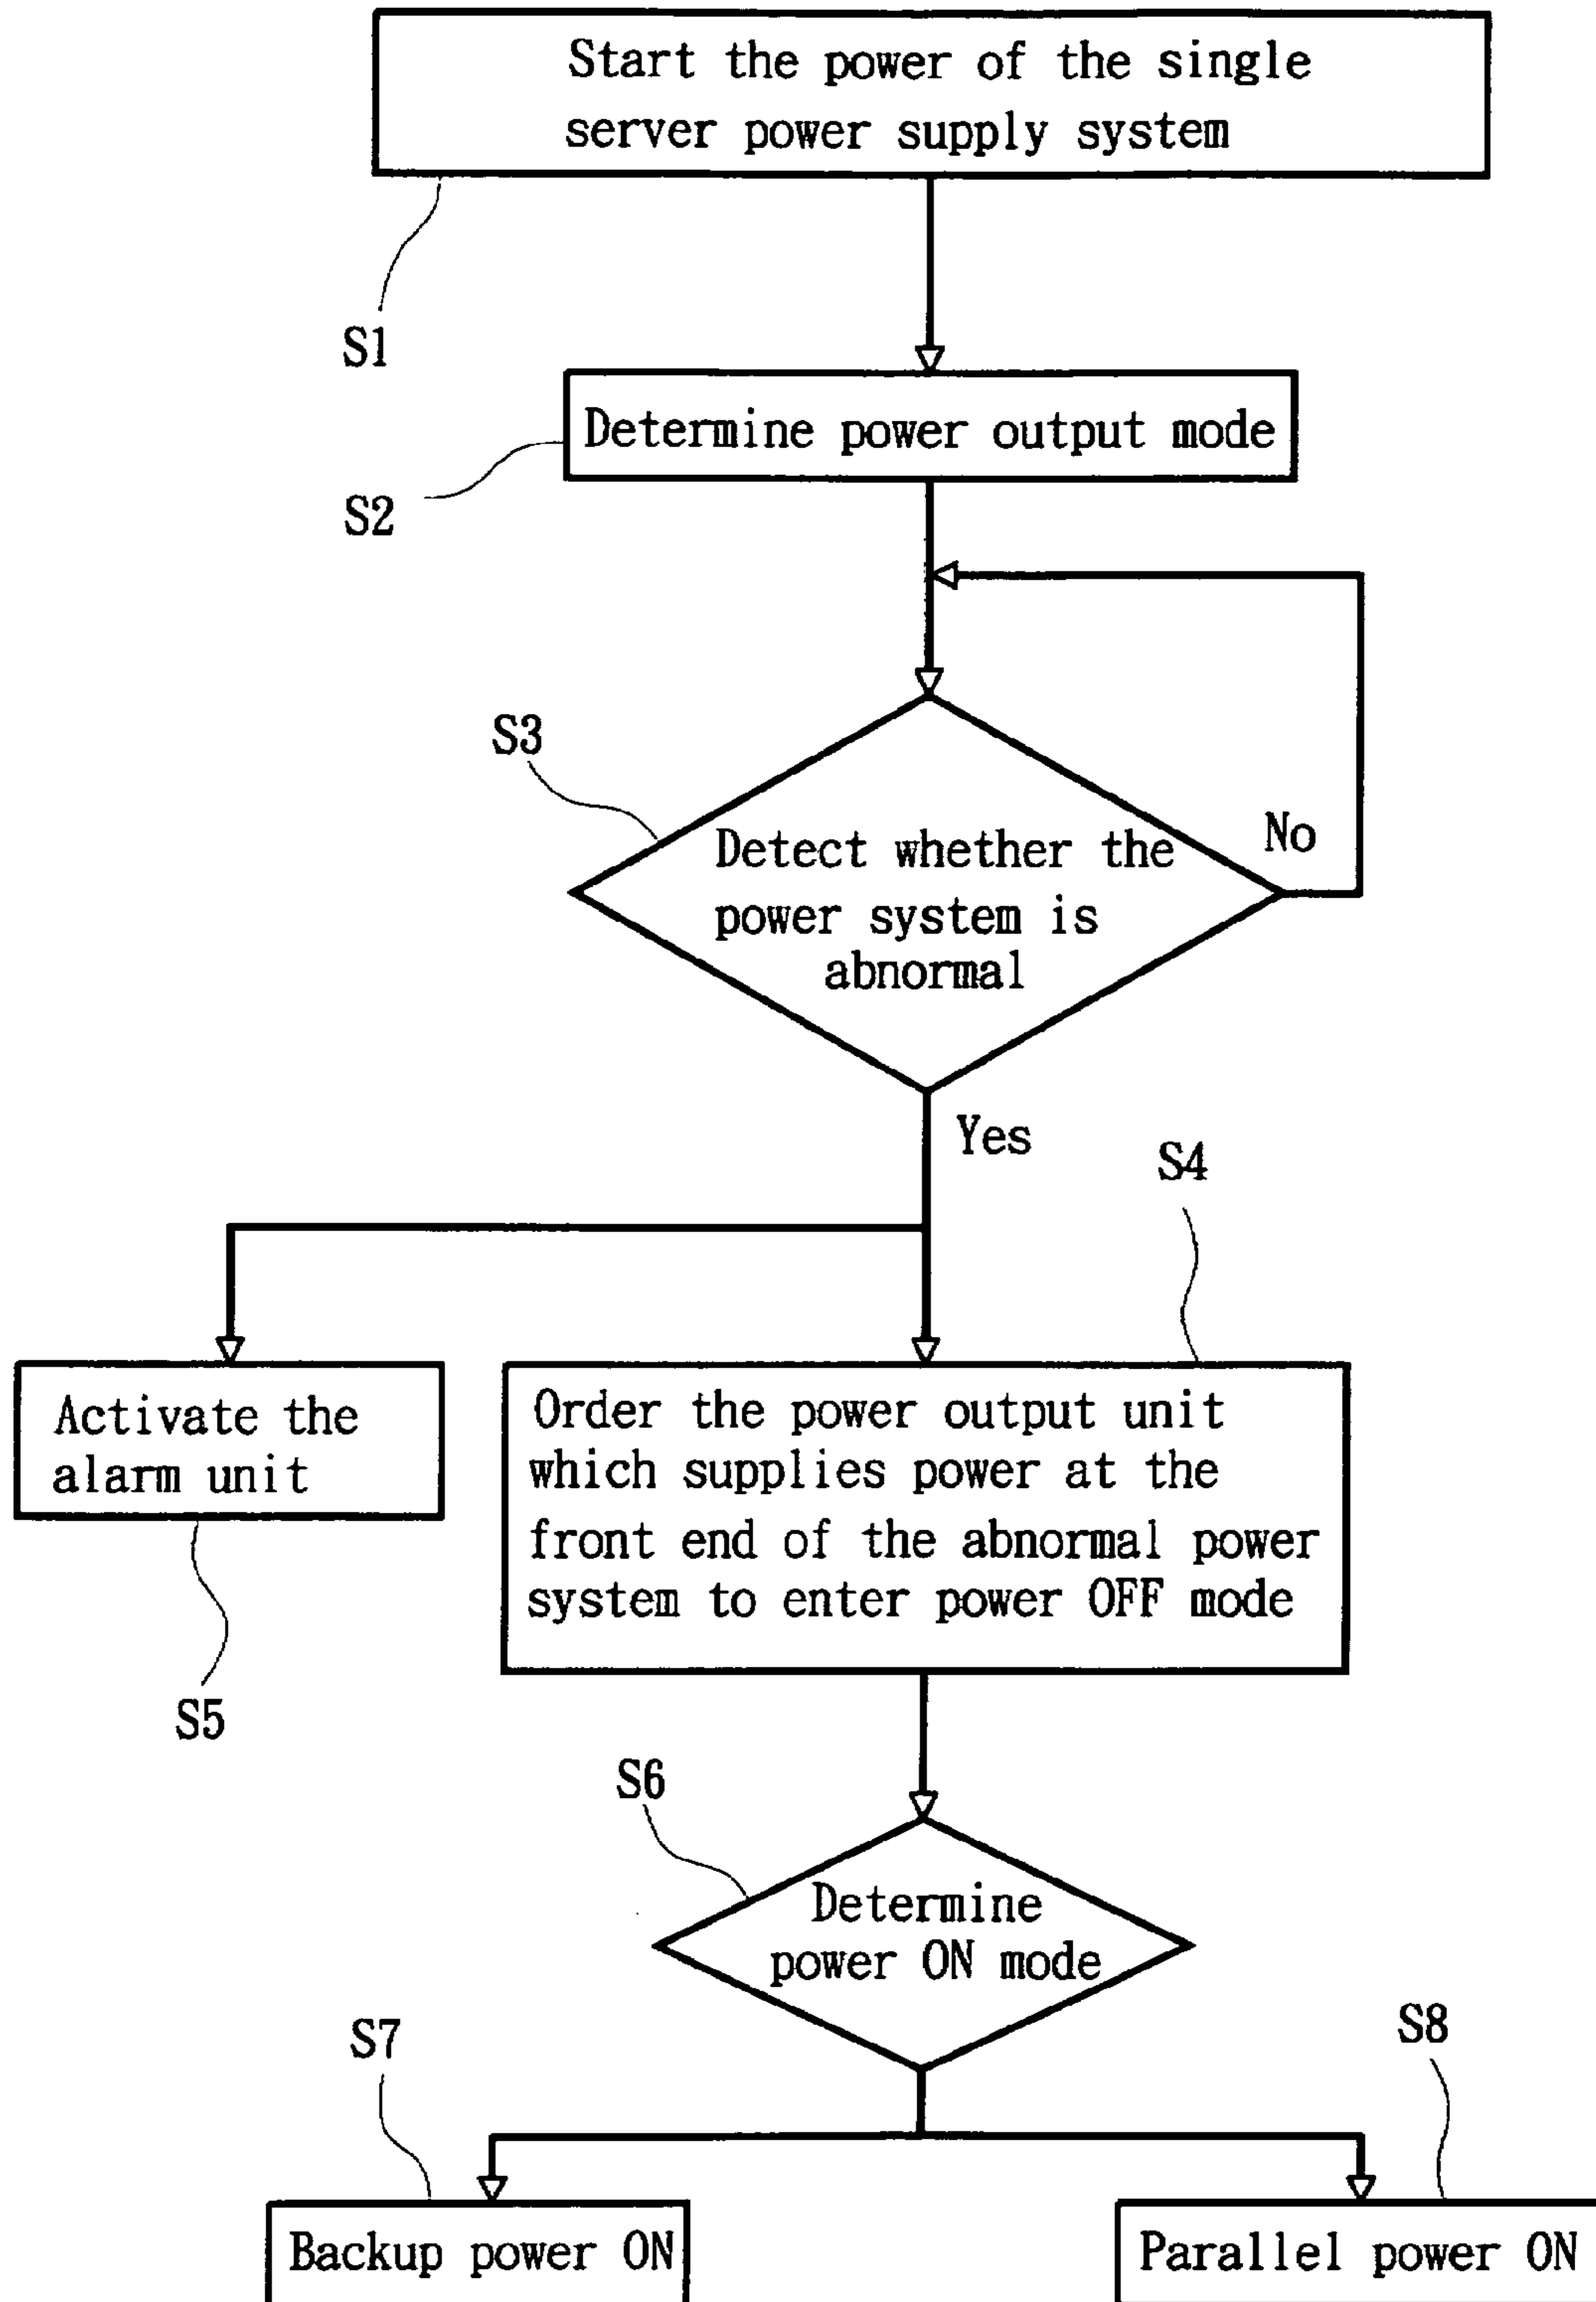 Start the power of the single
server power supply system
S1
Determine power output mode
S2
S3
Detect whether the
power system is
abnormal
No
Yes
S4
Activate the
alarm unit
Order the power output unit
which supplies power at the
front end of the abnormal power
system to enter power OFF mode
S5
S6
Determine
power ON mode
S7
S8
Backup power ON
Parallel power ON